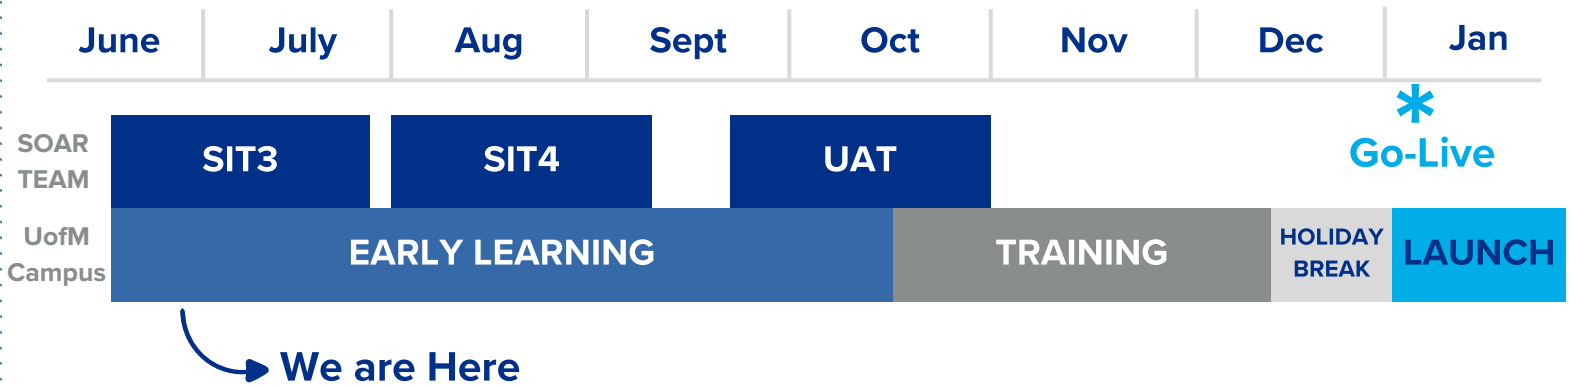 June July Aug Sept Oct Nov Dec Jan
Go-Live
SOAR
TEAM
SIT3 SIT4 UAT
UofM
Campus
EARLY LEARNING TRAINING
HOLIDAY
BREAK
LAUNCH
We are Here